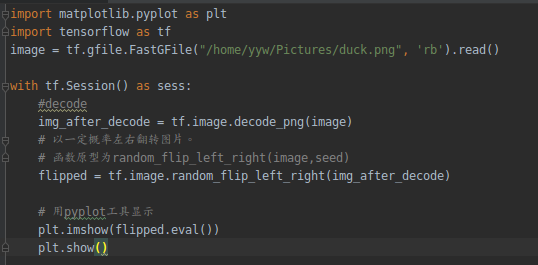 import matplotlib.pyplot as plt
import tensorflow as tf
image = tf.gfile.FastGFile("/home/yyw/Pictures/duck.png", 'rb').read()
with tf.Session() as sess:
#decode
img_after_decode = tf.image.decode_png(image)
# 以一定概率左右翻转图片。
# 函数原型为random_flip_left_right(image,seed)
flipped = tf.image.random_flip_left_right(img_after_decode)
# 用pyplot工具显示
plt.imshow(flipped.eval())
plt.show()